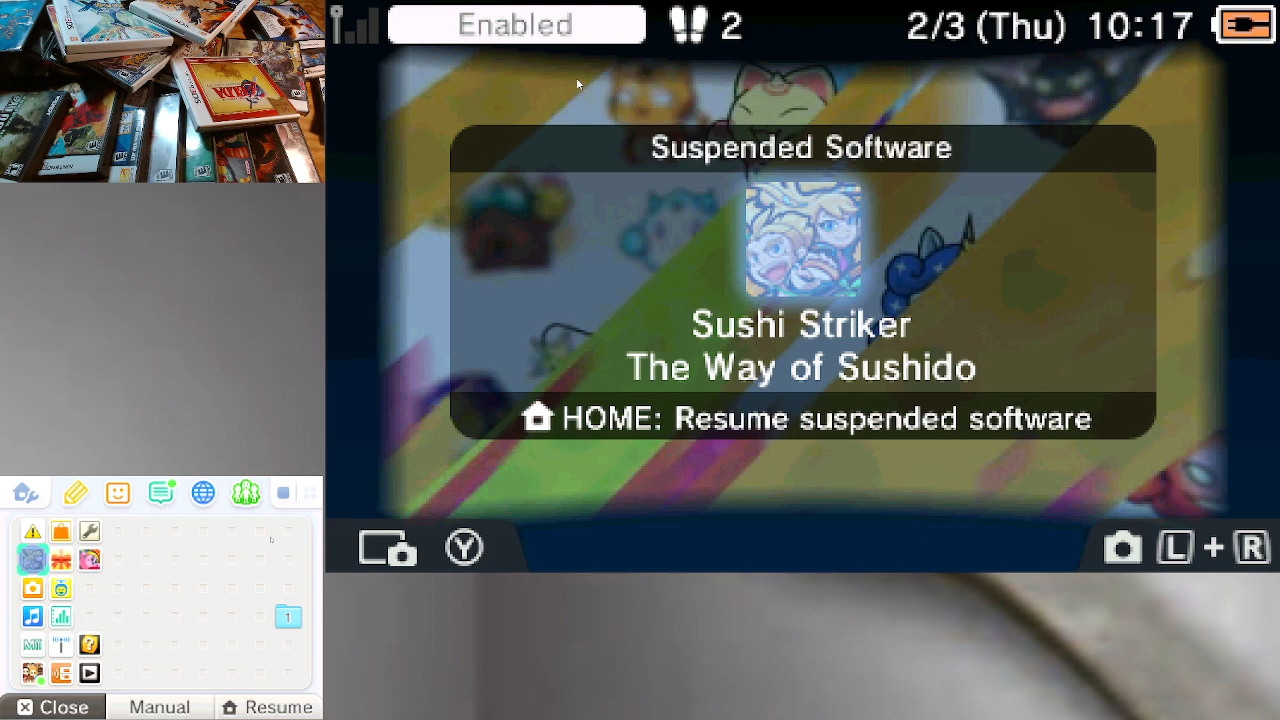 Enabled
2
2/3 (Thu) 10:17
Suspended Software
Sushi Striker
The Way of Sushido
HOME: Resume suspended software
Y
L + R
1
Close
Manual
Resume